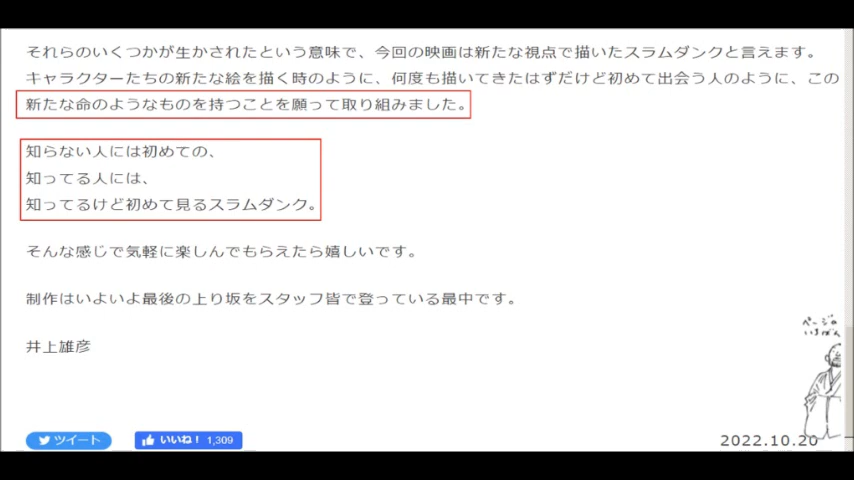 それらのいくつかが生かされたという意味で、今回の映画は新たな視点で描いたスラムダンクと言えます。
キャラクターたちの新たな絵を描く時のように、何度も描いてきたはずだけど初めて出会う人のように、この
新たな命のようなものを持つことを願って取り組みました。
知らない人には初めての、
知ってる人には、
知ってるけど初めて見るスラムダンク。
そんな感じで気軽に楽しんでもらえたら嬉しいです。
制作はいよいよ最後の上り坂をスタッフ皆で登っている最中です。
井上雄彦
ページの
いちばん
ツイート
いいね！ 1,309
2022.10.20